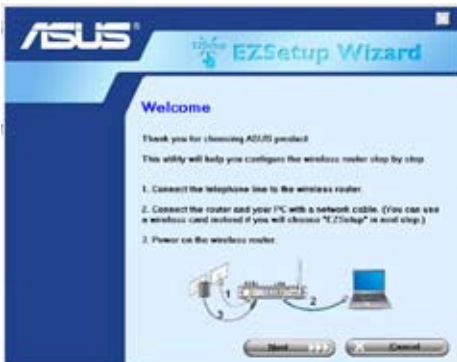 ASUS
EZSetup Wizard
Welcome
Thank you for choosing ASUS product
This utility will help you configure the wireless router step by step.
1. Connect the telephone line to the wireless router.
2. Connect the router and your PC with a network cable. (You can use
a wireless card instead if you will choose "EZSetup" in next step.)
3. Power on the wireless router.
1
2
3
Next
Cancel